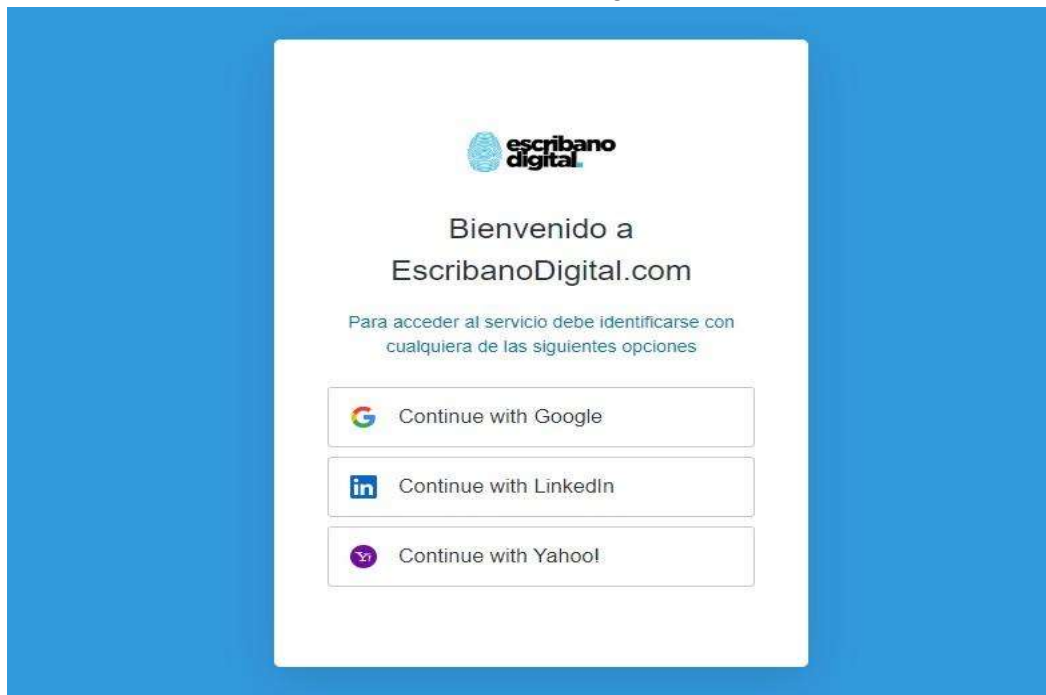 escribano
digital.
Bienvenido a
EscribanoDigital.com
Para acceder al servicio debe identificarse con
cualquiera de las siguientes opciones
Continue with Google
in Continue with LinkedIn
Y! Continue with Yahoo!